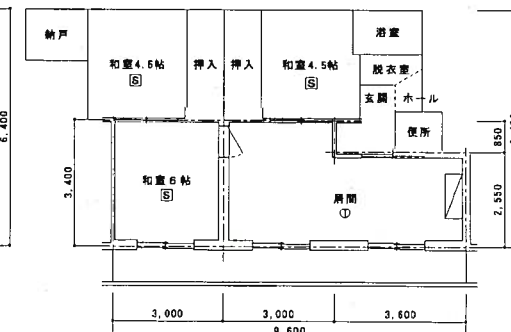 納戸
浴室
和室4.5帖
押入
押入
和室4.5帖
脱衣室
S
S
玄関
ホール
便所
6,400
3,400
和室6帖
S
居間
T
850
2,550
3,000
3,000
3,600
9,600